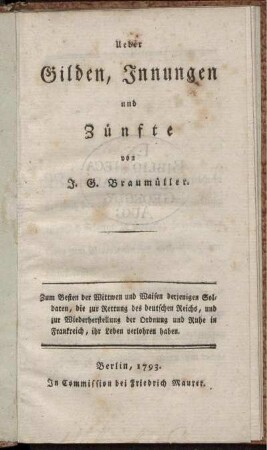 Ueber
Gilden, Innungen
und
Zünfte
von
J. G. Braumüller.
Zum Besten der Wittwen und Waisen derjenigen Sol-
daten, die zur Rettung des deutschen Reichs, und
zur Wiederherstellung der Ordnung und Ruhe in
Frankreich, ihr Leben verlohren haben.
Berlin, 1793.
In Commission bei Friedrich Maurer.